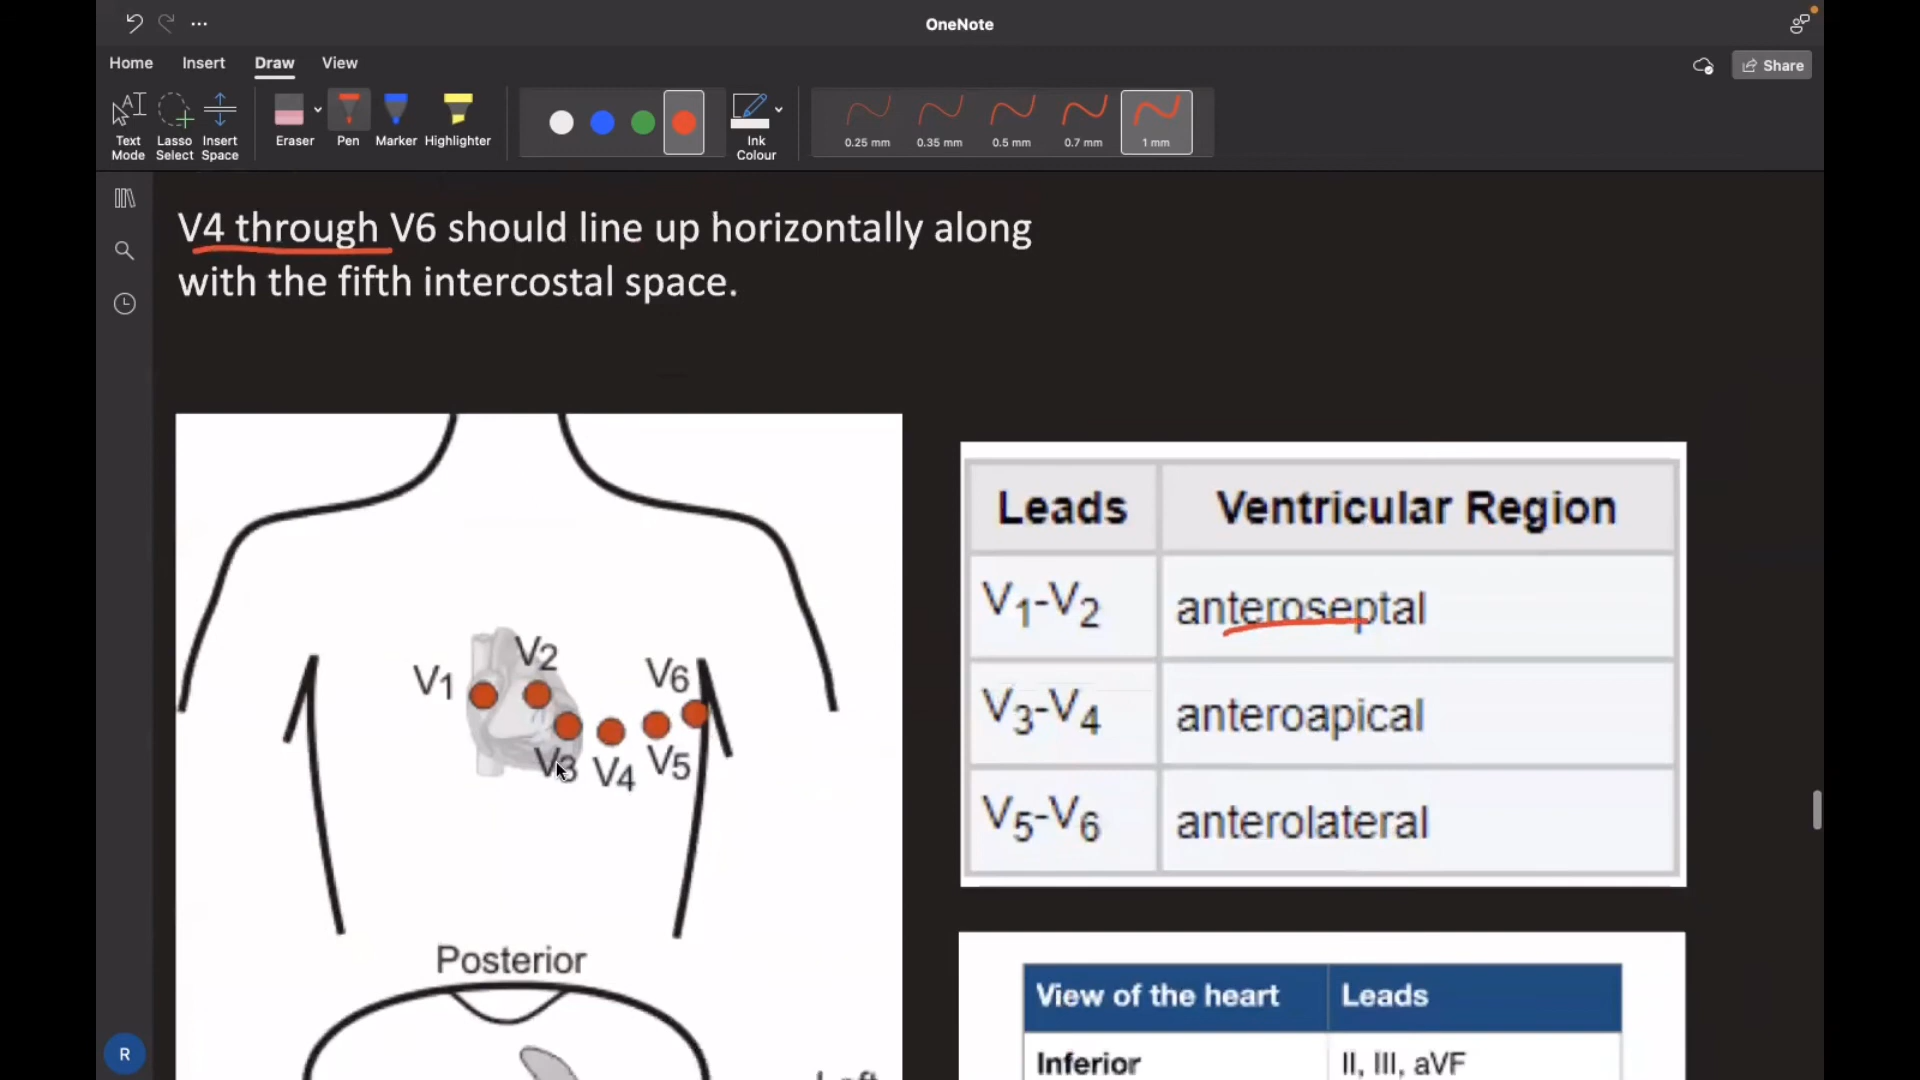 OneNote
Home Insert Draw View
Share
Text Mode
Lasso Select
Insert Space
Eraser
Pen
Marker
Highlighter
Ink Colour
0.25 mm
0.35 mm
0.5 mm
0.7 mm
1 mm
V4 through V6 should line up horizontally along
with the fifth intercostal space.
V1
V2
V3
V4
V5
V6
Posterior
Leads Ventricular Region
V1-V2 anteroseptal
V3-V4 anteroapical
V5-V6 anterolateral
View of the heart Leads
Inferior II, III, aVF
R